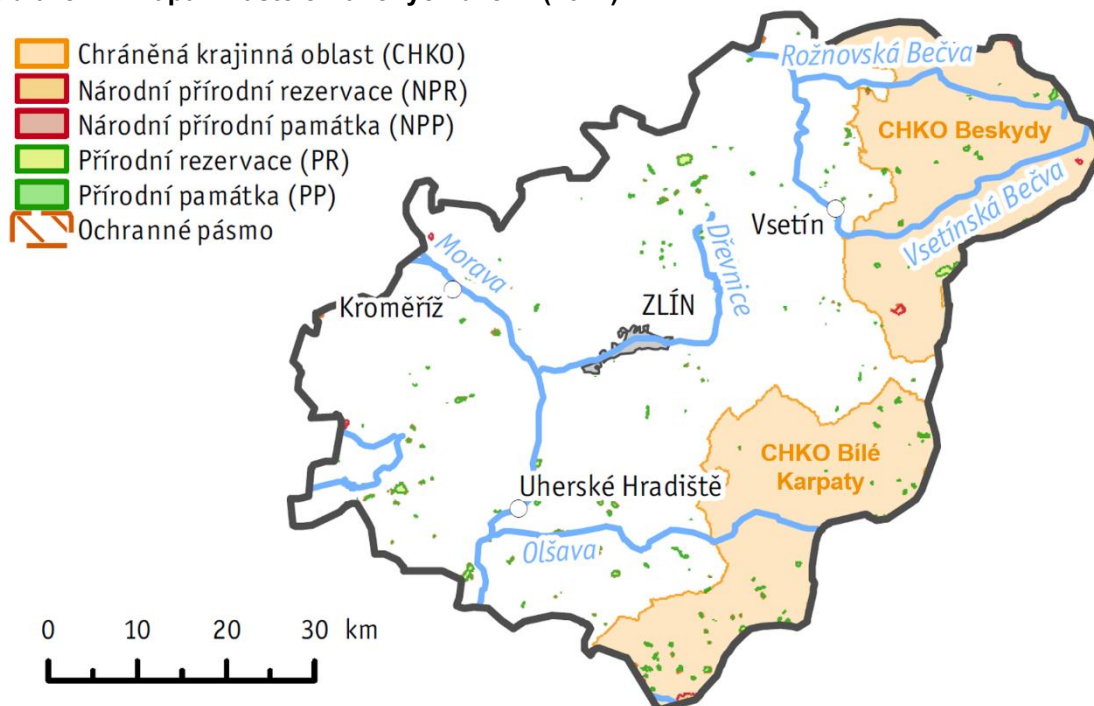 Chráněná krajinná oblast (CHKO)
Národní přírodní rezervace (NPR)
Národní přírodní památka (NPP)
Přírodní rezervace (PR)
Přírodní památka (PP)
Ochranné pásmo
Rožnovská Bečva
CHKO Beskydy
Vsetín
Vsetínská Bečva
Dřevnice
Morava
Kroměříž
ZLÍN
CHKO Bílé
Karpaty
Uherské Hradiště
Olšava
0 10 20 30 km